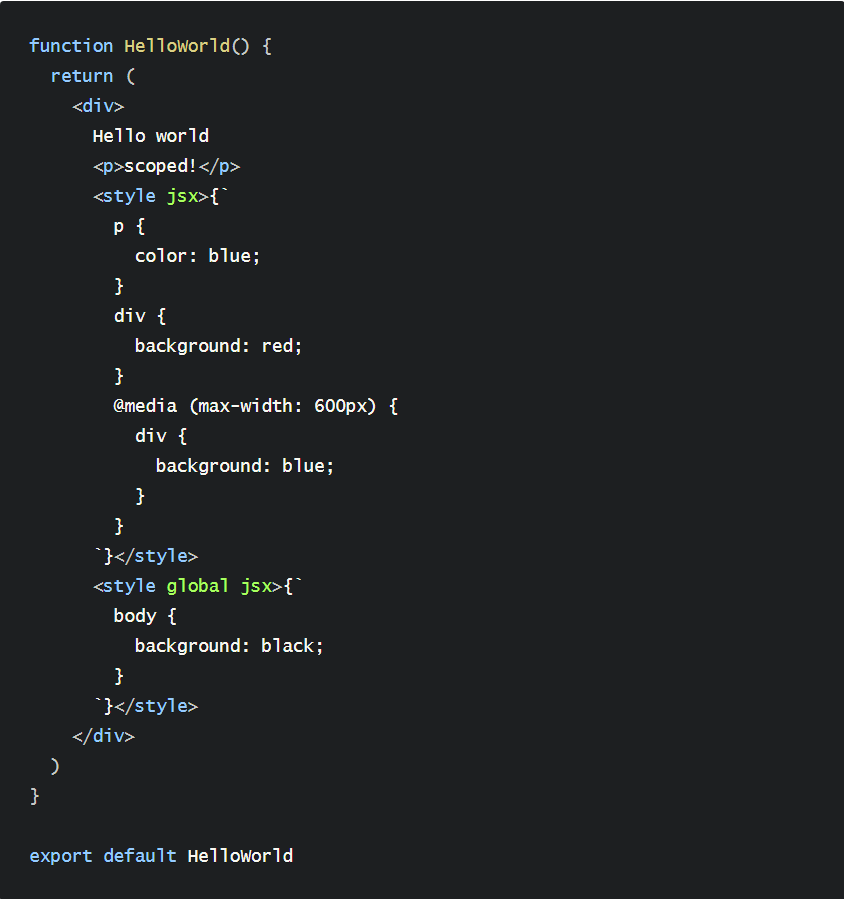 function HelloWorld() {
  return (
    <div>
      Hello world
      <p>scoped!</p>
      <style jsx>{`
        p {
          color: blue;
        }
        div {
          background: red;
        }
        @media (max-width: 600px) {
          div {
            background: blue;
          }
        }
      `}</style>
      <style global jsx>{`
        body {
          background: black;
        }
      `}</style>
    </div>
  )
}

export default HelloWorld